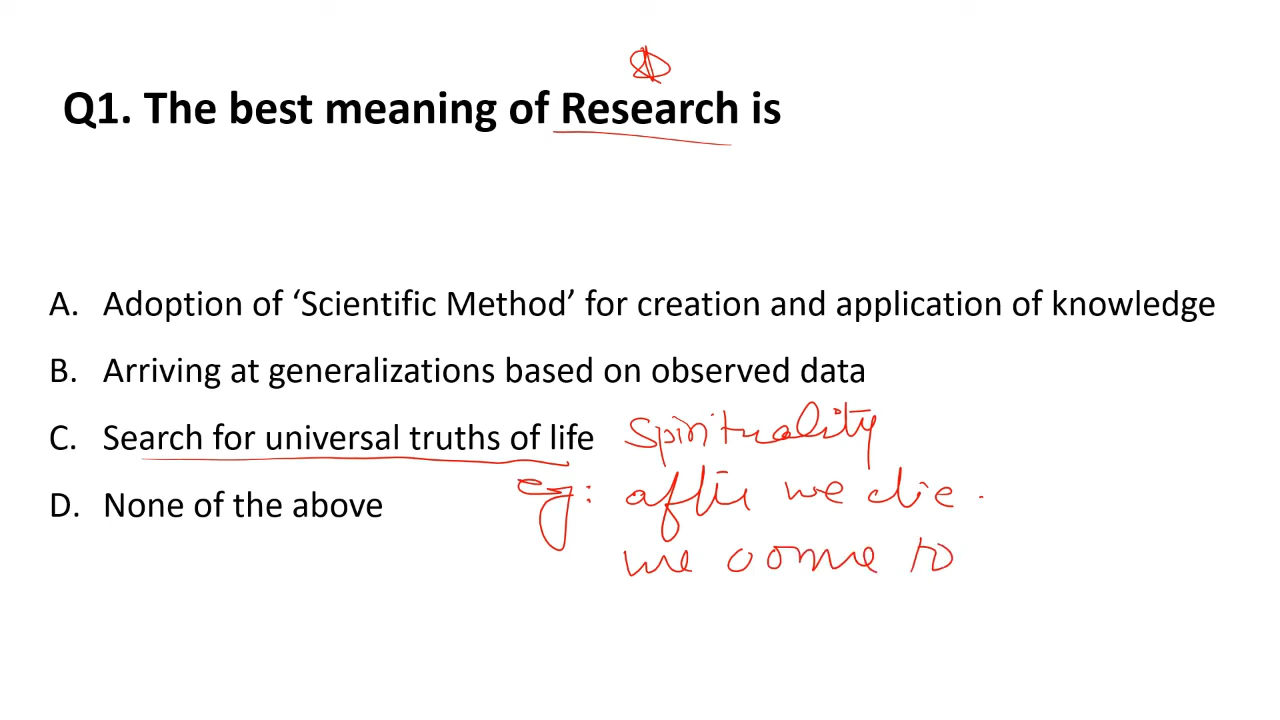 Q1. The best meaning of Research is
A. Adoption of ‘Scientific Method’ for creation and application of knowledge
B. Arriving at generalizations based on observed data
C. Search for universal truths of life Spirituality
D. None of the above eg: after we die.
we come to